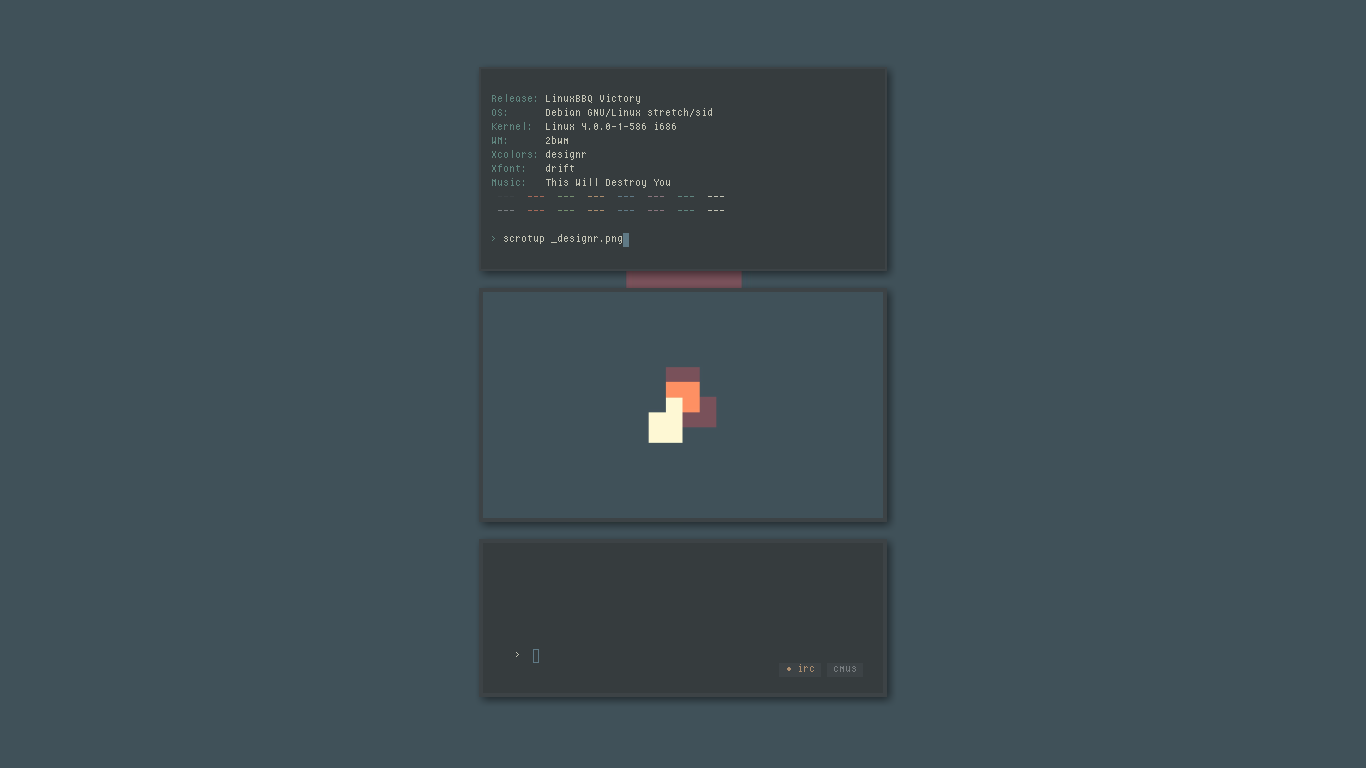 Release: LinuxBBQ Victory
OS: Debian GNU/Linux stretch/sid
Kernel: Linux 4.0.0-1-586 i686
WM: 2bwm
Xcolors: designr
Xfont: drift
Music: This Will Destroy You
--- --- --- --- --- --- --- ---
--- --- --- --- --- --- --- ---
> scrotup _designr.png
>
◆ irc cmus